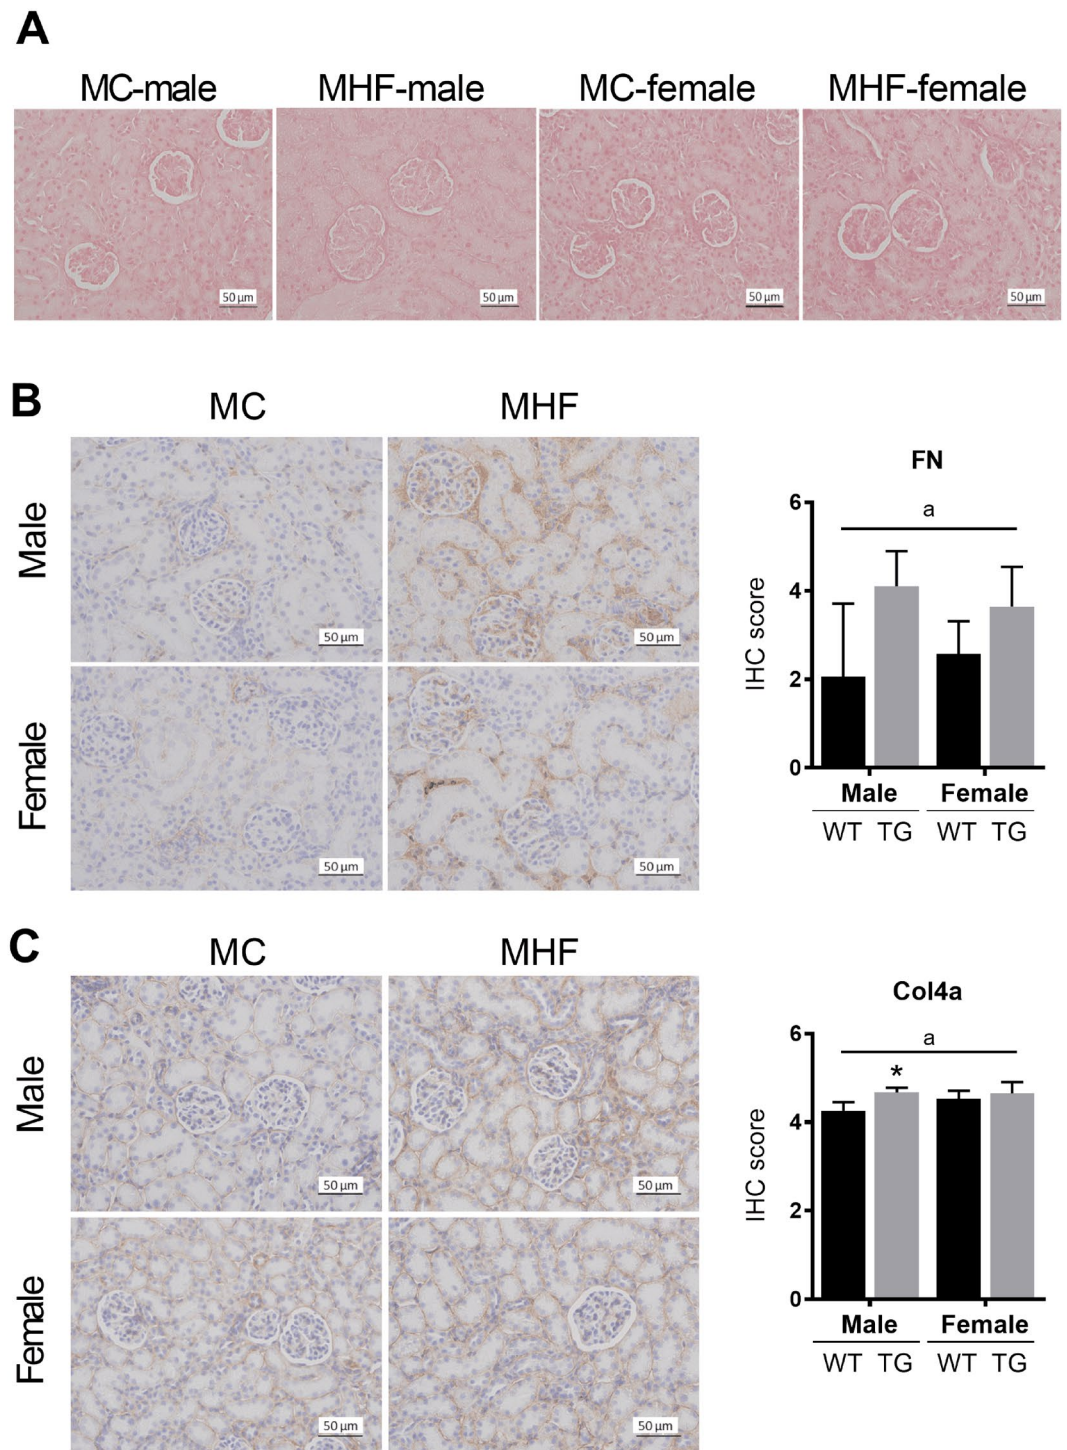 A
MC-male MHF-male MC-female MHF-female
50 µm 50 µm 50 µm 50 µm
B
MC MHF
Male
50 µm 50 µm
Female
50 µm 50 µm
FN
IHC score
6
4
2
0
a
Male Female
WT TG WT TG
C
MC MHF
Male
50 µm 50 µm
Female
50 µm 50 µm
Col4a
IHC score
6
4
2
0
a
*
Male Female
WT TG WT TG